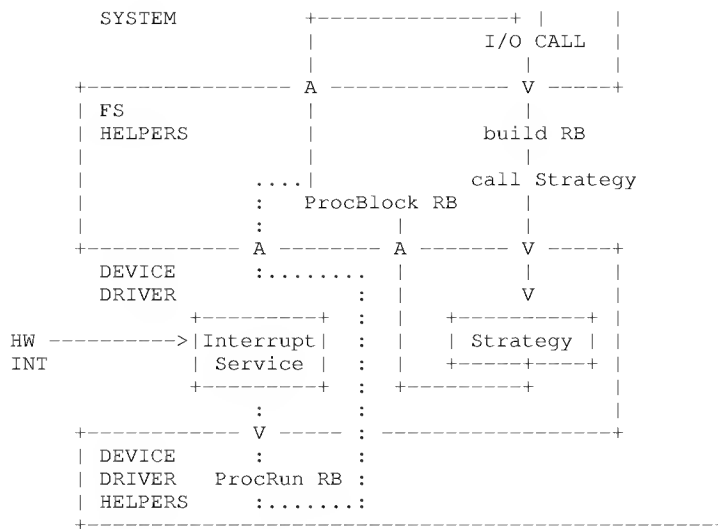 SYSTEM
I/O CALL
A V
FS
HELPERS build RB
call Strategy
ProcBlock RB
A A V
DEVICE
DRIVER V
HW Interrupt Strategy
INT Service
V
DEVICE
DRIVER ProcRun RB
HELPERS